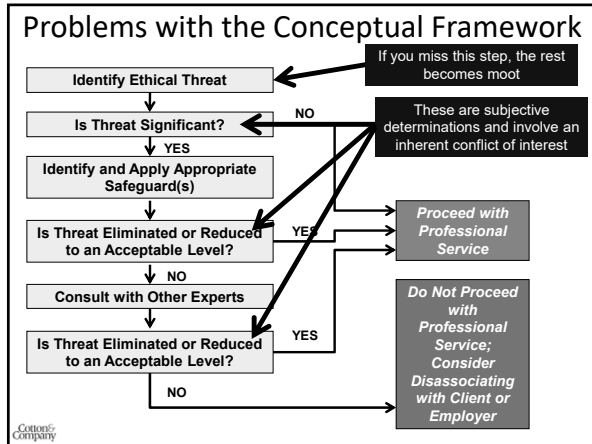 Problems with the Conceptual Framework
If you miss this step, the rest
becomes moot
Identify Ethical Threat
These are subjective
determinations and involve an
inherent conflict of interest
Is Threat Significant?
NO
YES
Identify and Apply Appropriate
Safeguard(s)
Is Threat Eliminated or Reduced
to an Acceptable Level?
YES
Proceed with
Professional
Service
NO
Consult with Other Experts
Is Threat Eliminated or Reduced
to an Acceptable Level?
YES
NO
Do Not Proceed
with
Professional
Service;
Consider
Disassociating
with Client or
Employer
Cotton&
Company